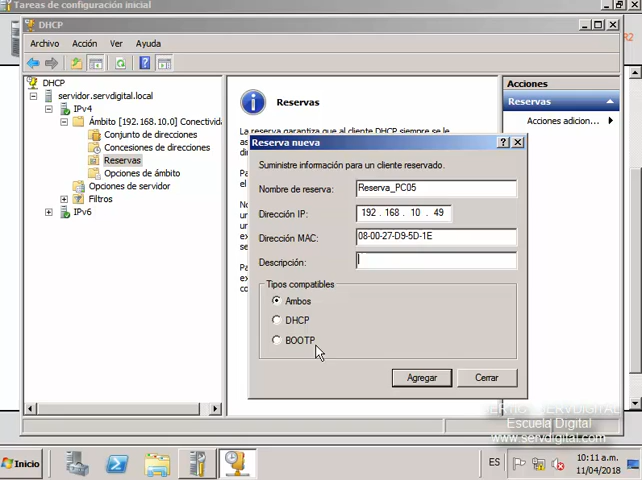 Tareas de configuración inicial
R2
DHCP
Archivo Acción Ver Ayuda
DHCP
servidor.servdigital.local
IPv4
Ámbito [192.168.10.0] Conectivida
Conjunto de direcciones
Concesiones de dirección
Reservas
Opciones de ámbito
Opciones de servidor
Filtros
IPv6
Reservas
La reserva garantiza que el cliente DHCP siempre se le
Acciones
Reservas
Acciones adicion...
Reserva nueva
Suministre información para un cliente reservado.
Nombre de reserva: Reserva_PC05
Dirección IP: 192 . 168 . 10 . 49
Dirección MAC: 08-00-27-D9-5D-1E
Descripción:
Tipos compatibles
Ambos
DHCP
BOOTP
Agregar Cerrar
Escuela Digital
www.servdigital.com
Inicio
ES
10:11 a.m.
11/04/2018